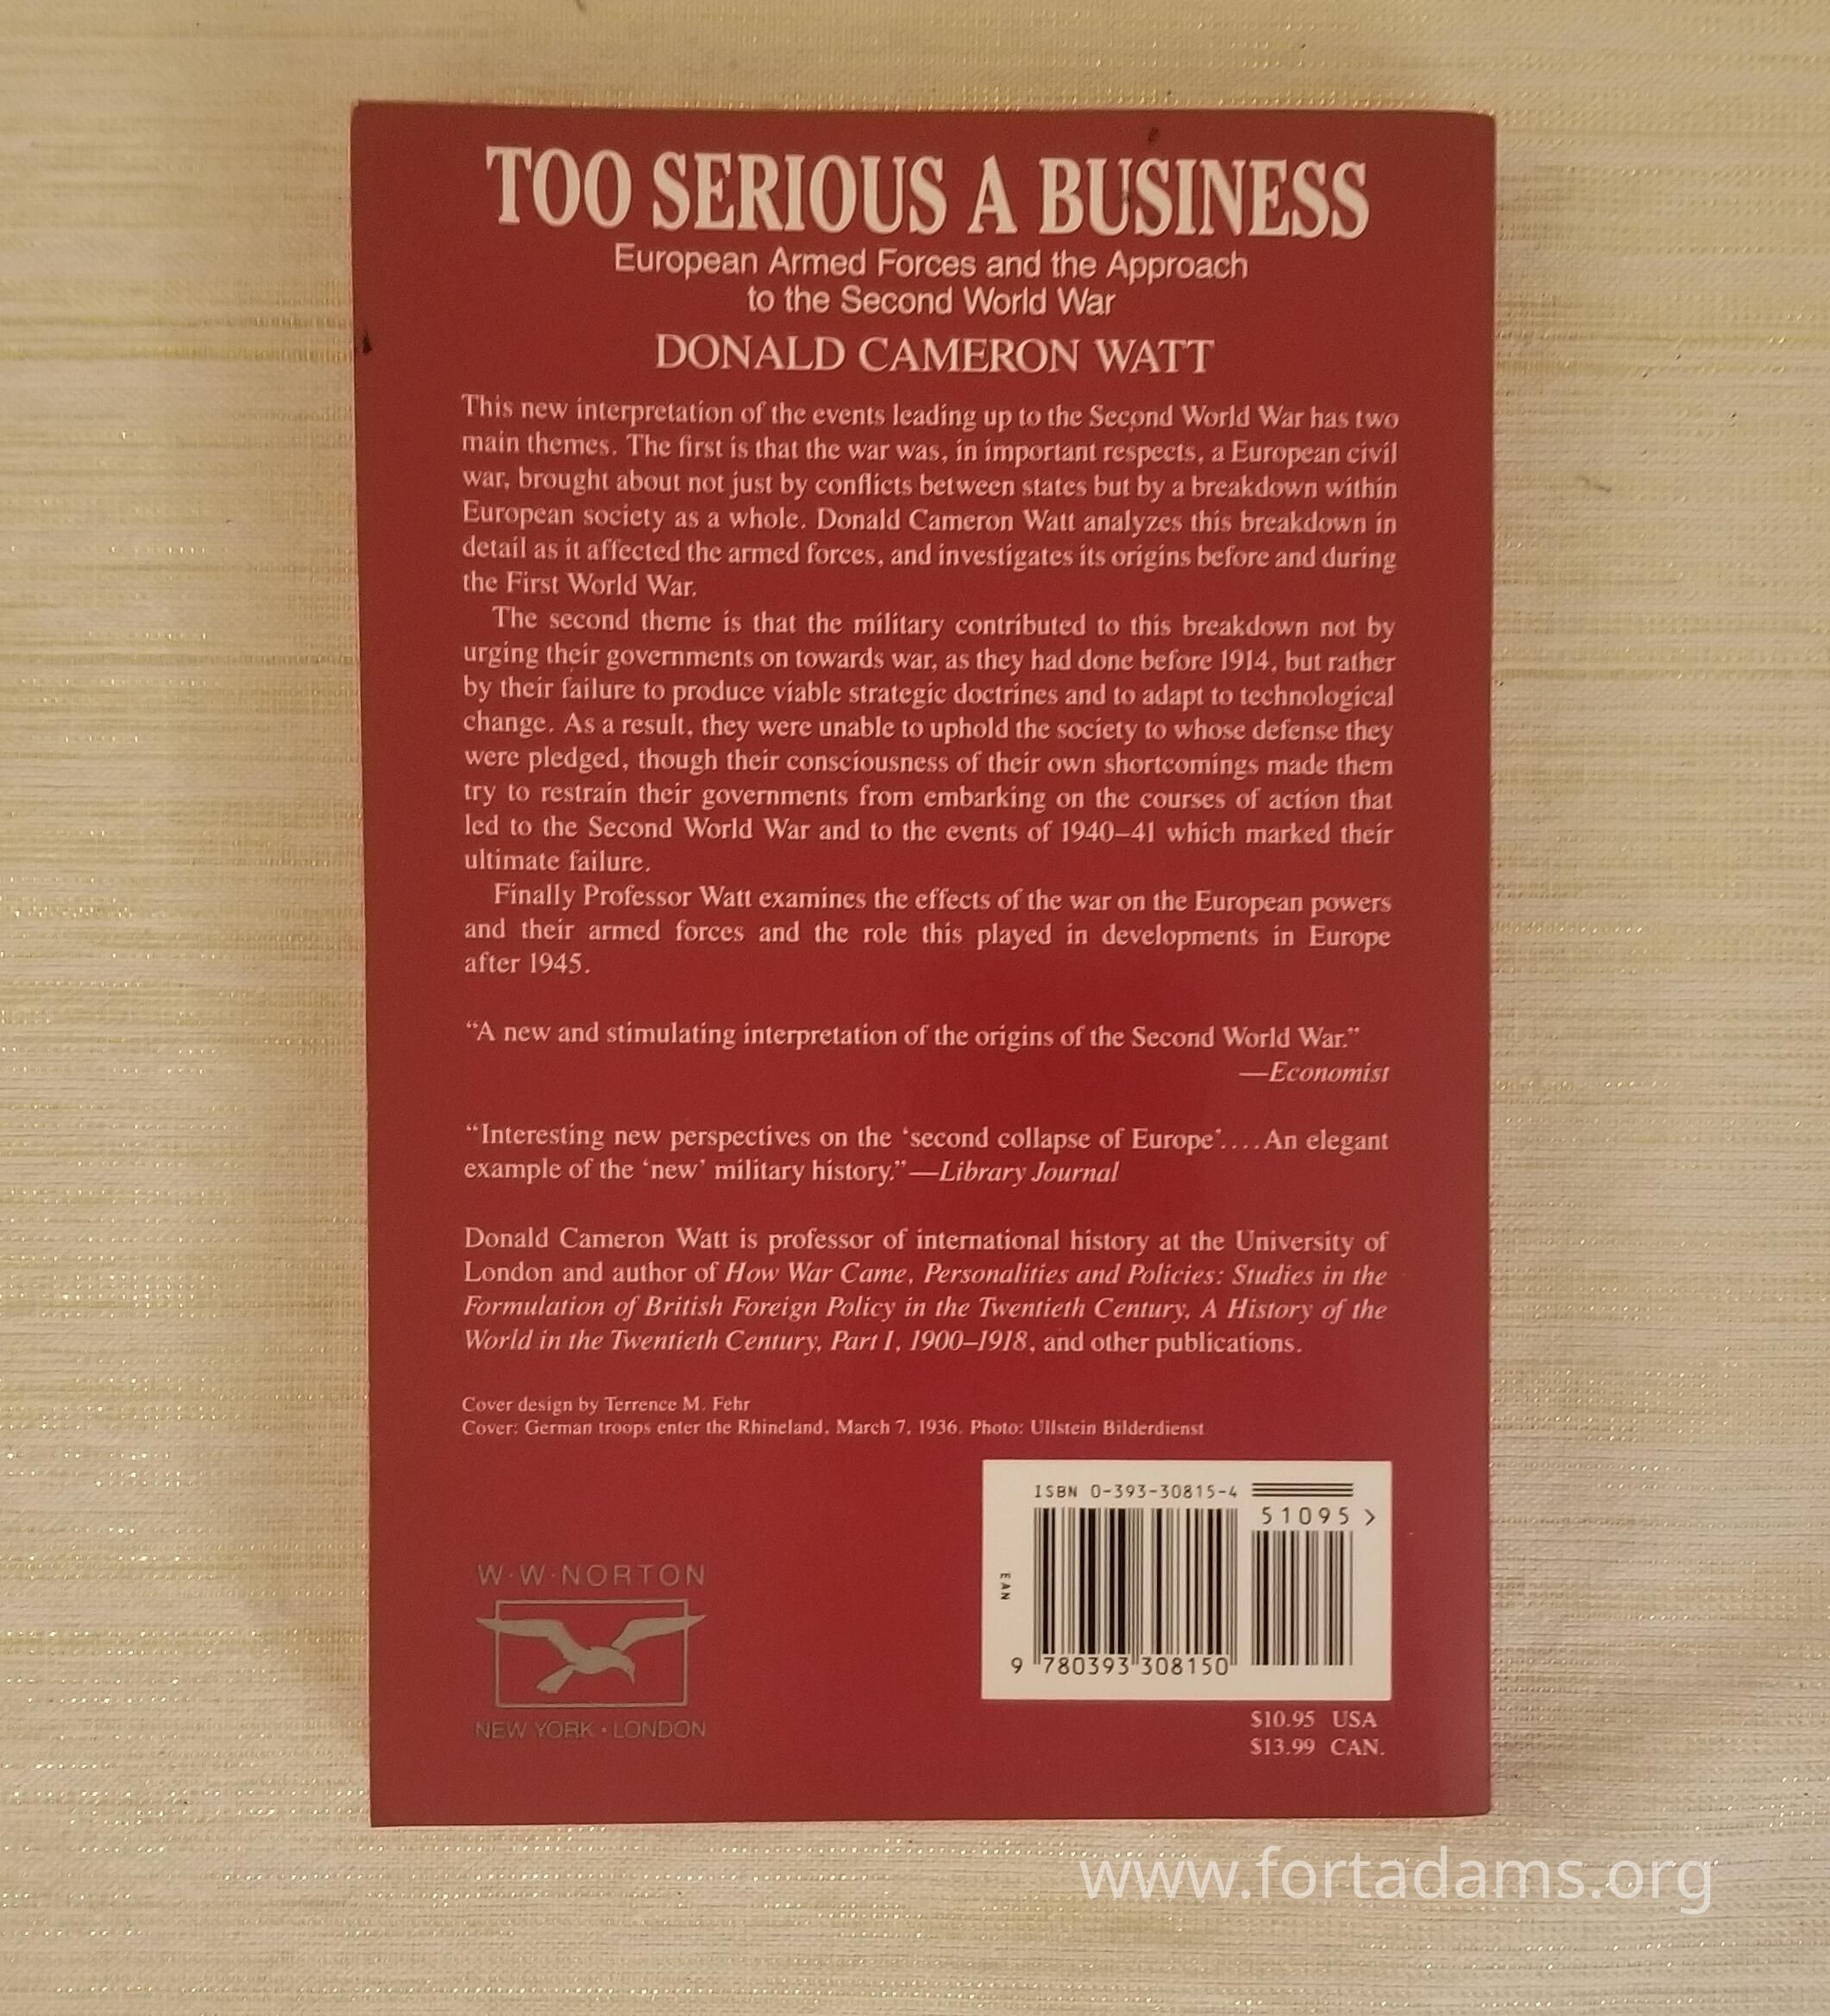 TOO SERIOUS A BUSINESS
European Armed Forces and the Approach
to the Second World War
DONALD CAMERON WATT
This new interpretation of the events leading up to the Second World War has two
main themes. The first is that the war was, in important respects, a European civil
war, brought about not just by conflicts between states but by a breakdown within
European society as a whole. Donald Cameron Watt analyzes this breakdown in
detail as it affected the armed forces, and investigates its origins before and during
the First World War.
The second theme is that the military contributed to this breakdown not by
urging their governments on towards war, as they had done before 1914, but rather
by their failure to produce viable strategic doctrines and to adapt to technological
change. As a result, they were unable to uphold the society to whose defense they
were pledged, though their consciousness of their own shortcomings made them
try to restrain their governments from embarking on the courses of action that
led to the Second World War and to the events of 1940–41 which marked their
ultimate failure.
Finally Professor Watt examines the effects of the war on the European powers
and their armed forces and the role this played in developments in Europe
after 1945.
“A new and stimulating interpretation of the origins of the Second World War.”
—Economist
“Interesting new perspectives on the ‘second collapse of Europe’....An elegant
example of the ‘new’ military history.”—Library Journal
Donald Cameron Watt is professor of international history at the University of
London and author of How War Came, Personalities and Policies: Studies in the
Formulation of British Foreign Policy in the Twentieth Century, A History of the
World in the Twentieth Century, Part I, 1900–1918, and other publications.
Cover design by Terrence M. Fehr
Cover: German troops enter the Rhineland, March 7, 1936. Photo: Ullstein Bilderdienst
ISBN 0-393-30815-4
51095 >
EAN
9 780393 308150
W·W·NORTON
NEW YORK · LONDON
$10.95 USA
$13.99 CAN.
www.fortadams.org